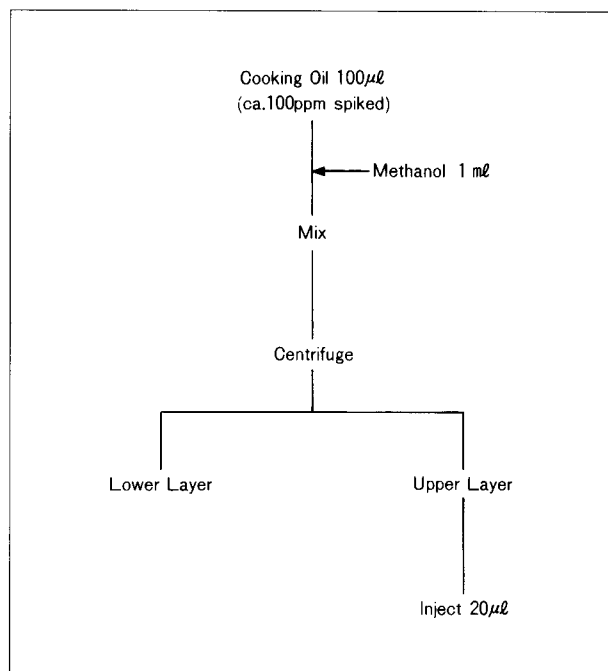 Cooking Oil 100μℓ
(ca.100ppm spiked)
Methanol 1 mℓ
Mix
Centrifuge
Lower Layer
Upper Layer
Inject 20μℓ